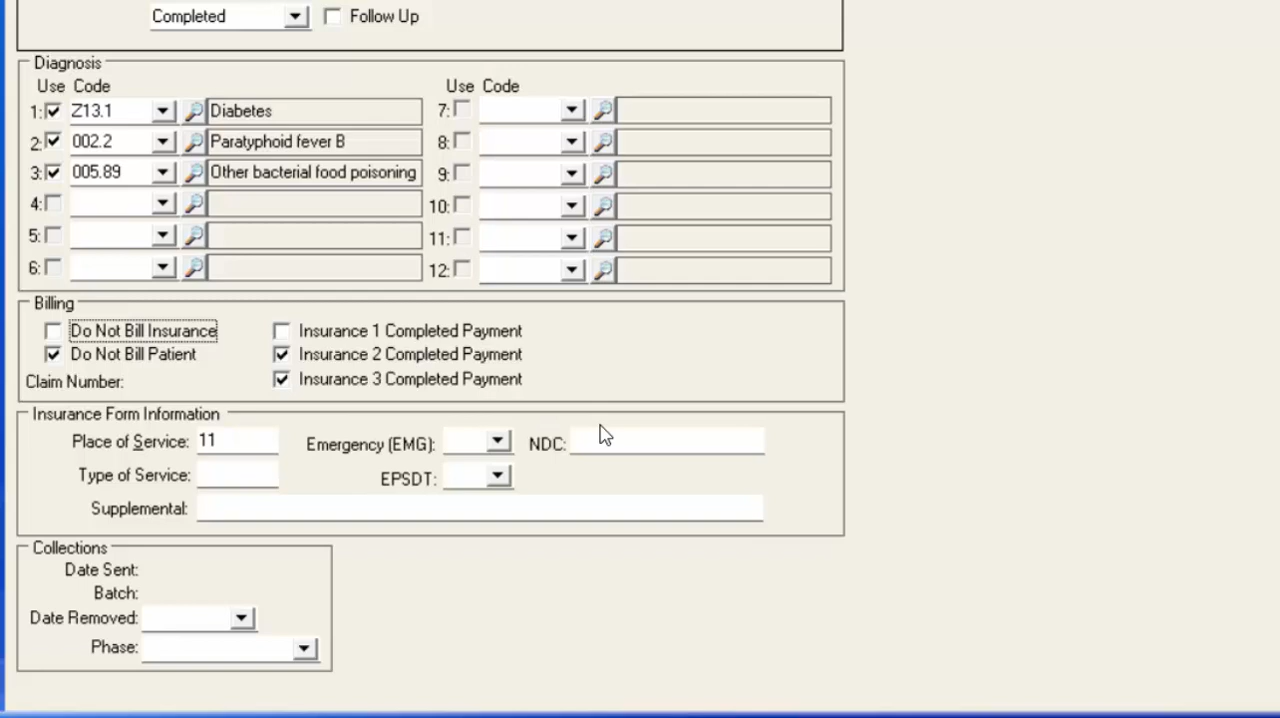 Completed Follow Up
Diagnosis
Use Code Use Code
1: Z13.1 Diabetes 7:
2: 002.2 Paratyphoid fever B 8:
3: 005.89 Other bacterial food poisoning 9:
4: 10:
5: 11:
6: 12:
Billing
Do Not Bill Insurance Insurance 1 Completed Payment
Do Not Bill Patient Insurance 2 Completed Payment
Claim Number: Insurance 3 Completed Payment
Insurance Form Information
Place of Service: 11 Emergency (EMG): NDC:
Type of Service: EPSDT:
Supplemental:
Collections
Date Sent:
Batch:
Date Removed:
Phase: